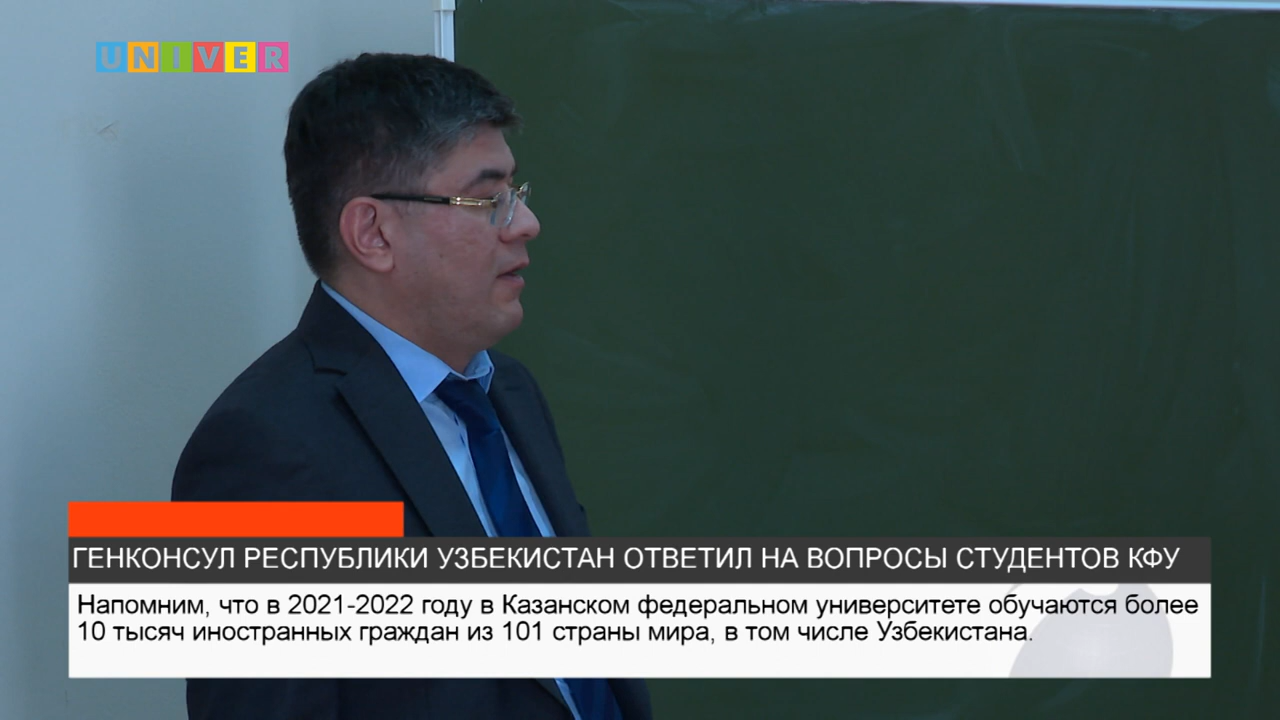 UNIVER
ГЕНКОНСУЛ РЕСПУБЛИКИ УЗБЕКИСТАН ОТВЕТИЛ НА ВОПРОСЫ СТУДЕНТОВ КФУ
Напомним, что в 2021-2022 году в Казанском федеральном университете обучаются более
10 тысяч иностранных граждан из 101 страны мира, в том числе Узбекистана.